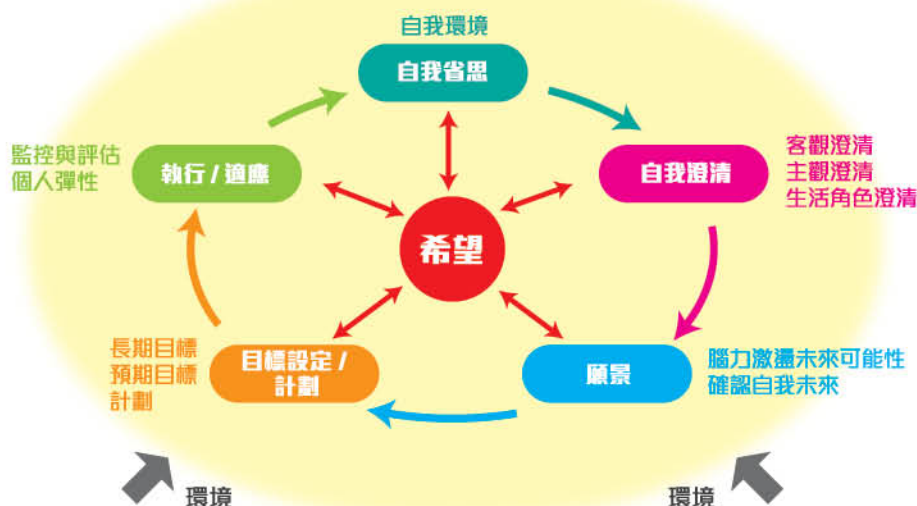 自我環境
自我省思
監控與評估
個人彈性
執行 / 適應
自我澄清
客觀澄清
主觀澄清
生活角色澄清
希望
長期目標
預期目標
計劃
目標設定 /
計劃
願景
腦力激盪未來可能性
確認自我未來
環境
環境